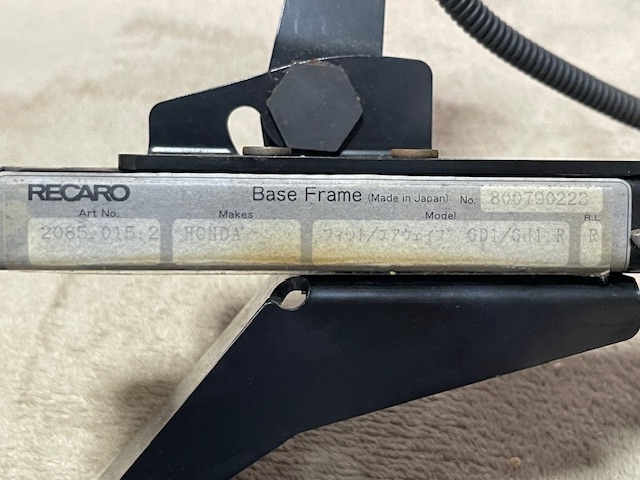 RECARO Base Frame (Made in Japan) No. 800790223
Art No. Makes Model R.L
2085.015.2 HONDA フィット/エアウェイブ GD1/GJ1 R R